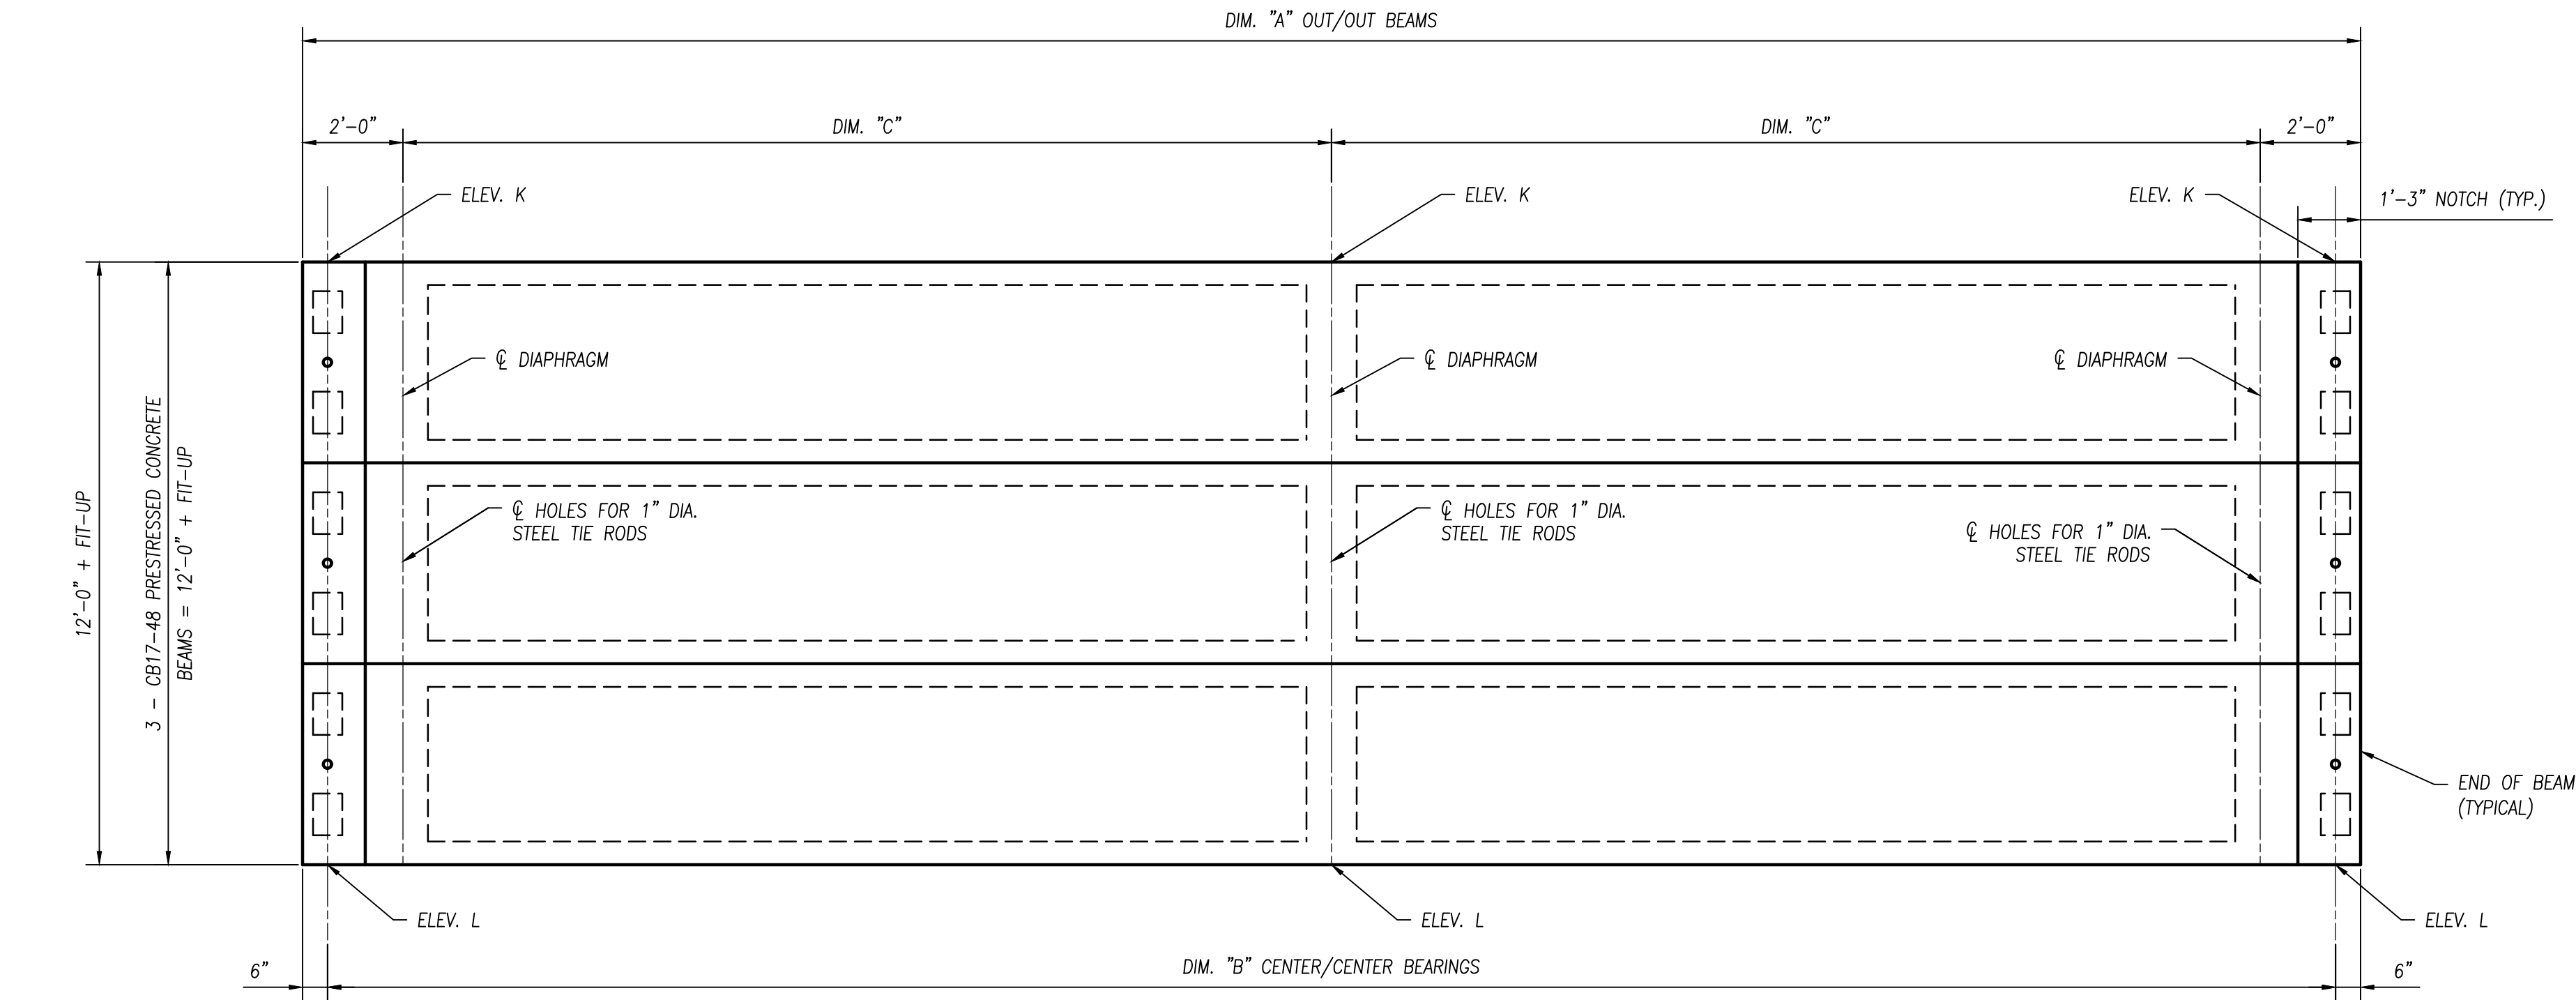 DIM. "A" OUT/OUT BEAMS
2'-0"
DIM. "C"
DIM. "C"
2'-0"
ELEV. K
ELEV. K
ELEV. K
1'-3" NOTCH (TYP.)
℄ DIAPHRAGM
℄ DIAPHRAGM
℄ DIAPHRAGM
12'-0" + FIT-UP
3 - CB17-48 PRESTRESSED CONCRETE
BEAMS = 12'-0" + FIT-UP
℄ HOLES FOR 1" DIA.
STEEL TIE RODS
℄ HOLES FOR 1" DIA.
STEEL TIE RODS
℄ HOLES FOR 1" DIA.
STEEL TIE RODS
END OF BEAM
(TYPICAL)
ELEV. L
ELEV. L
ELEV. L
6"
DIM. "B" CENTER/CENTER BEARINGS
6"